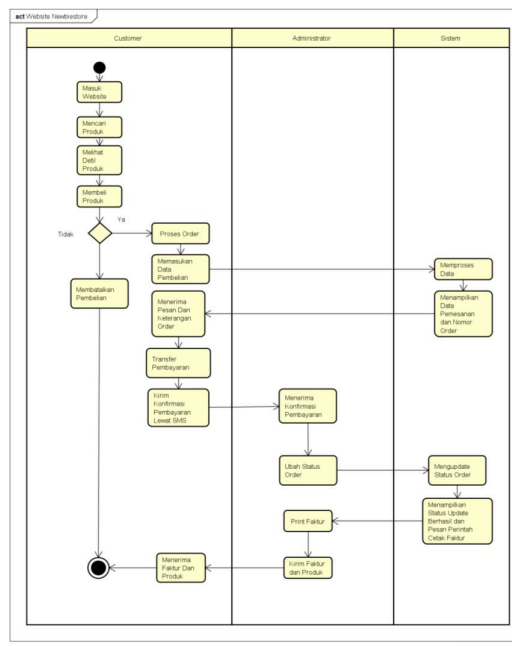 act Website Newbiestore
Customer
Administrator
Sistem
Masuk
Website
Mencari
Produk
Melihat
Detil
Produk
Membeli
Produk
Ya
Tidak
Proses Order
Memasukan
Data
Pembelian
Memproses
Data
Membatalkan
Pembelian
Menerima
Pesan Dan
Keterangan
Order
Menampilkan
Data
Pemesanan
dan Nomor
Order
Transfer
Pembayaran
Kirim
Konfirmasi
Pembayaran
Lewat SMS
Menerima
Konfirmasi
Pembayaran
Ubah Status
Order
Mengupdate
Status Order
Menampilkan
Status Update
Berhasil dan
Pesan Perintah
Cetak Faktur
Print Faktur
Kirim Faktur
dan Produk
Menerima
Faktur Dan
Produk